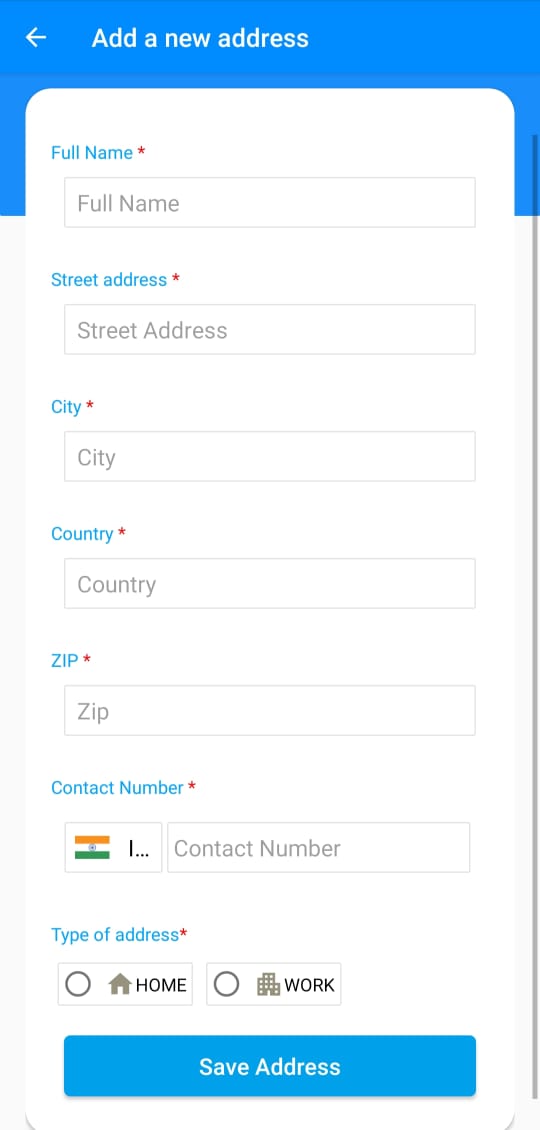 Add a new address
Full Name *
Full Name
Street address *
Street Address
City *
City
Country *
Country
ZIP *
Zip
Contact Number *
I... Contact Number
Type of address*
HOME WORK
Save Address